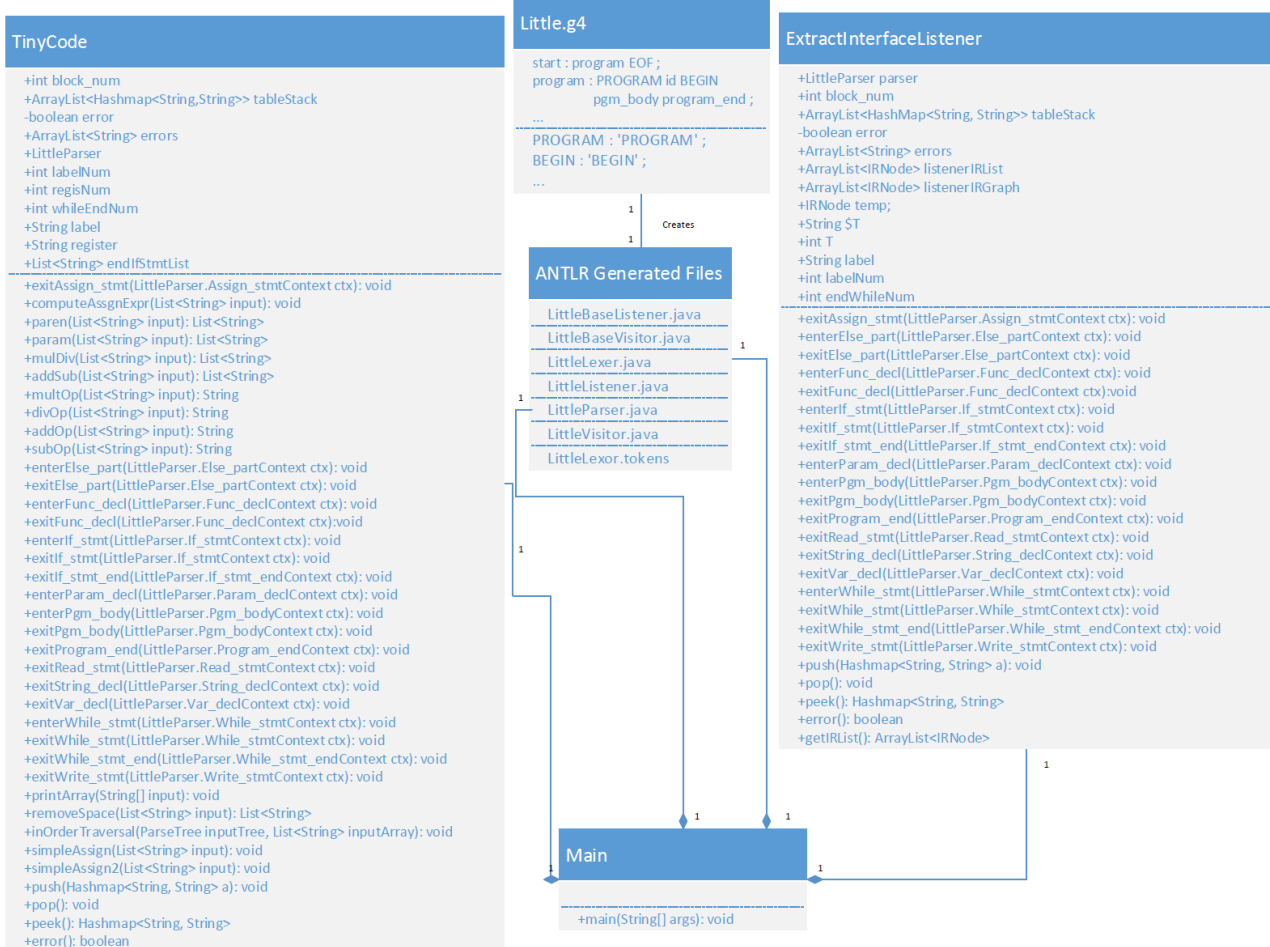 TinyCode
+int block_num
+ArrayList<Hashmap<String,String>> tableStack
-boolean error
+ArrayList<String> errors
+LittleParser
+int labelNum
+int regisNum
+int whileEndNum
+String label
+String register
+List<String> endIfStmtList
+exitAssign_stmt(LittleParser.Assign_stmtContext ctx): void
+computeAssgnExpr(List<String> input): void
+paren(List<String> input): List<String>
+param(List<String> input): List<String>
+mulDiv(List<String> input): List<String>
+addSub(List<String> input): List<String>
+multOp(List<String> input): String
+divOp(List<String> input): String
+addOp(List<String> input): String
+subOp(List<String> input): String
+enterElse_part(LittleParser.Else_partContext ctx): void
+exitElse_part(LittleParser.Else_partContext ctx): void
+enterFunc_decl(LittleParser.Func_declContext ctx): void
+exitFunc_decl(LittleParser.Func_declContext ctx):void
+enterIf_stmt(LittleParser.If_stmtContext ctx): void
+exitIf_stmt(LittleParser.If_stmtContext ctx): void
+exitIf_stmt_end(LittleParser.If_stmt_endContext ctx): void
+enterParam_decl(LittleParser.Param_declContext ctx): void
+enterPgm_body(LittleParser.Pgm_bodyContext ctx): void
+exitPgm_body(LittleParser.Pgm_bodyContext ctx): void
+exitProgram_end(LittleParser.Program_endContext ctx): void
+exitRead_stmt(LittleParser.Read_stmtContext ctx): void
+exitString_decl(LittleParser.String_declContext ctx): void
+exitVar_decl(LittleParser.Var_declContext ctx): void
+enterWhile_stmt(LittleParser.While_stmtContext ctx): void
+exitWhile_stmt(LittleParser.While_stmtContext ctx): void
+exitWhile_stmt_end(LittleParser.While_stmt_endContext ctx): void
+exitWrite_stmt(LittleParser.Write_stmtContext ctx): void
+printArray(String[] input): void
+removeSpace(List<String> input): List<String>
+inOrderTraversal(ParseTree inputTree, List<String> inputArray): void
+simpleAssign(List<String> input): void
+simpleAssign2(List<String> input): void
+push(Hashmap<String, String> a): void
+pop(): void
+peek(): Hashmap<String, String>
+error(): boolean
Little.g4
start : program EOF ;
program : PROGRAM id BEGIN
pgm_body program_end ;
...
PROGRAM : 'PROGRAM' ;
BEGIN : 'BEGIN' ;
...
1
Creates
1
ANTLR Generated Files
LittleBaseListener.java
LittleBaseVisitor.java
LittleLexer.java
LittleListener.java
LittleParser.java
LittleVisitor.java
LittleLexor.tokens
1
1
1
1
1
Main
1
1
+main(String[] args): void
ExtractInterfaceListener
+LittleParser parser
+int block_num
+ArrayList<HashMap<String, String>> tableStack
-boolean error
+ArrayList<String> errors
+ArrayList<IRNode> listenerIRList
+ArrayList<IRNode> listenerIRGraph
+IRNode temp;
+String $T
+int T
+String label
+int labelNum
+int endWhileNum
+exitAssign_stmt(LittleParser.Assign_stmtContext ctx): void
+enterElse_part(LittleParser.Else_partContext ctx): void
+exitElse_part(LittleParser.Else_partContext ctx): void
+enterFunc_decl(LittleParser.Func_declContext ctx): void
+exitFunc_decl(LittleParser.Func_declContext ctx):void
+enterIf_stmt(LittleParser.If_stmtContext ctx): void
+exitIf_stmt(LittleParser.If_stmtContext ctx): void
+exitIf_stmt_end(LittleParser.If_stmt_endContext ctx): void
+enterParam_decl(LittleParser.Param_declContext ctx): void
+enterPgm_body(LittleParser.Pgm_bodyContext ctx): void
+exitPgm_body(LittleParser.Pgm_bodyContext ctx): void
+exitProgram_end(LittleParser.Program_endContext ctx): void
+exitRead_stmt(LittleParser.Read_stmtContext ctx): void
+exitString_decl(LittleParser.String_declContext ctx): void
+exitVar_decl(LittleParser.Var_declContext ctx): void
+enterWhile_stmt(LittleParser.While_stmtContext ctx): void
+exitWhile_stmt(LittleParser.While_stmtContext ctx): void
+exitWhile_stmt_end(LittleParser.While_stmt_endContext ctx): void
+exitWrite_stmt(LittleParser.Write_stmtContext ctx): void
+push(Hashmap<String, String> a): void
+pop(): void
+peek(): Hashmap<String, String>
+error(): boolean
+getIRList(): ArrayList<IRNode>
1